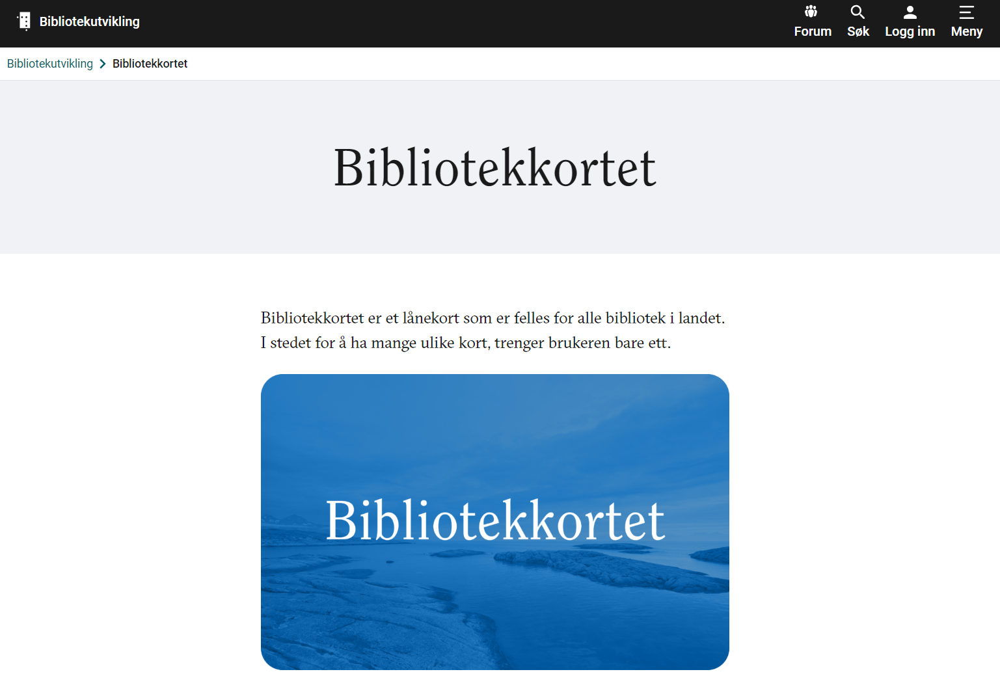 Bibliotekutvikling
Forum Søk Logg inn Meny
Bibliotekutvikling Bibliotekkortet
Bibliotekkortet
Bibliotekkortet er et lånekort som er felles for alle bibliotek i landet.
I stedet for å ha mange ulike kort, trenger brukeren bare ett.
Bibliotekkortet